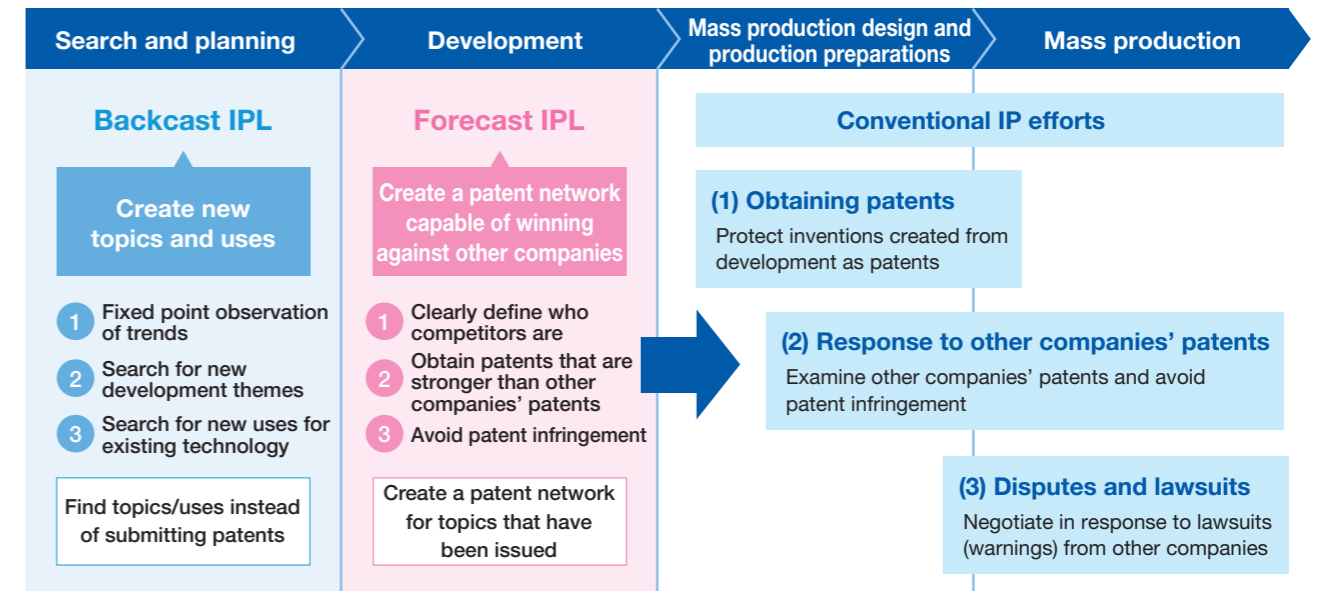 Search and planning
Development
Mass production design and
production preparations
Mass production
Backcast IPL
Create new
topics and uses
1 Fixed point observation
of trends
2 Search for new
development themes
3 Search for new uses for
existing technology
Find topics/uses instead
of submitting patents
Forecast IPL
Create a patent network
capable of winning
against other companies
1 Clearly define who
competitors are
2 Obtain patents that are
stronger than other
companies’ patents
3 Avoid patent infringement
Create a patent network
for topics that have
been issued
Conventional IP efforts
(1) Obtaining patents
Protect inventions created from
development as patents
(2) Response to other companies’ patents
Examine other companies’ patents and avoid
patent infringement
(3) Disputes and lawsuits
Negotiate in response to lawsuits
(warnings) from other companies